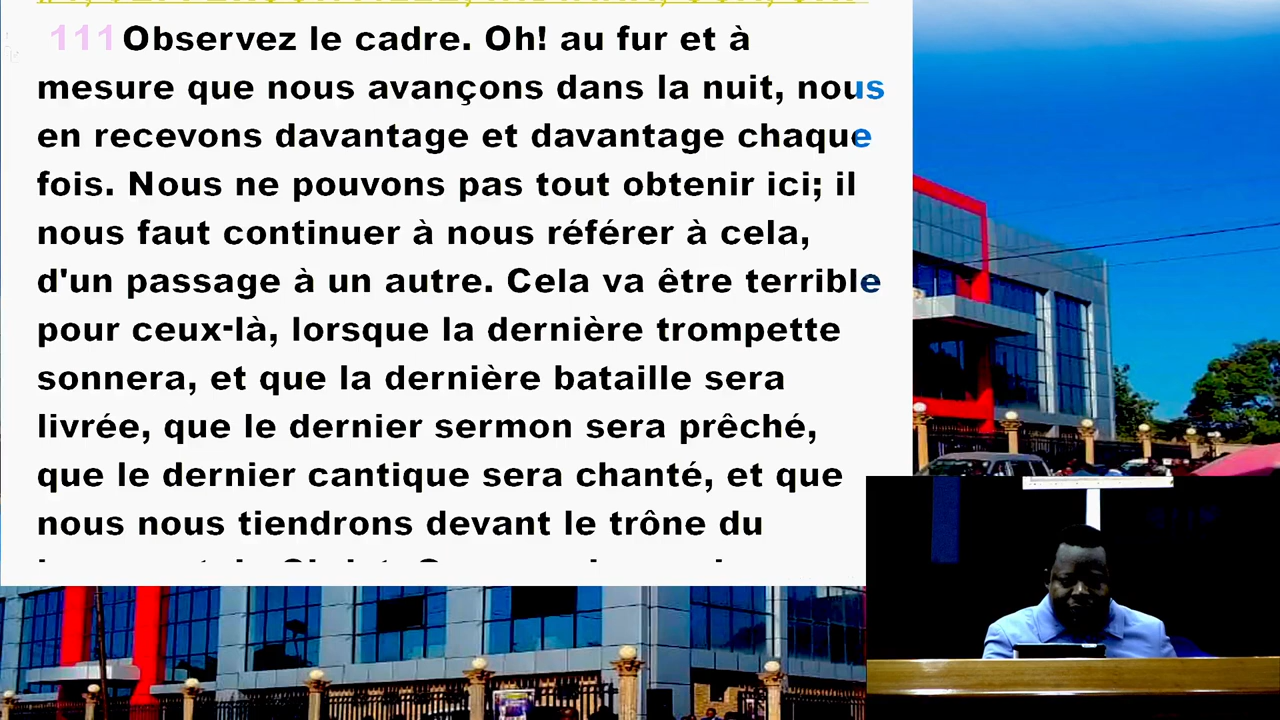 111 Observez le cadre. Oh! au fur et à
mesure que nous avançons dans la nuit, nous
en recevons davantage et davantage chaque
fois. Nous ne pouvons pas tout obtenir ici; il
nous faut continuer à nous référer à cela,
d'un passage à un autre. Cela va être terrible
pour ceux-là, lorsque la dernière trompette
sonnera, et que la dernière bataille sera
livrée, que le dernier sermon sera prêché,
que le dernier cantique sera chanté, et que
nous nous tiendrons devant le trône du